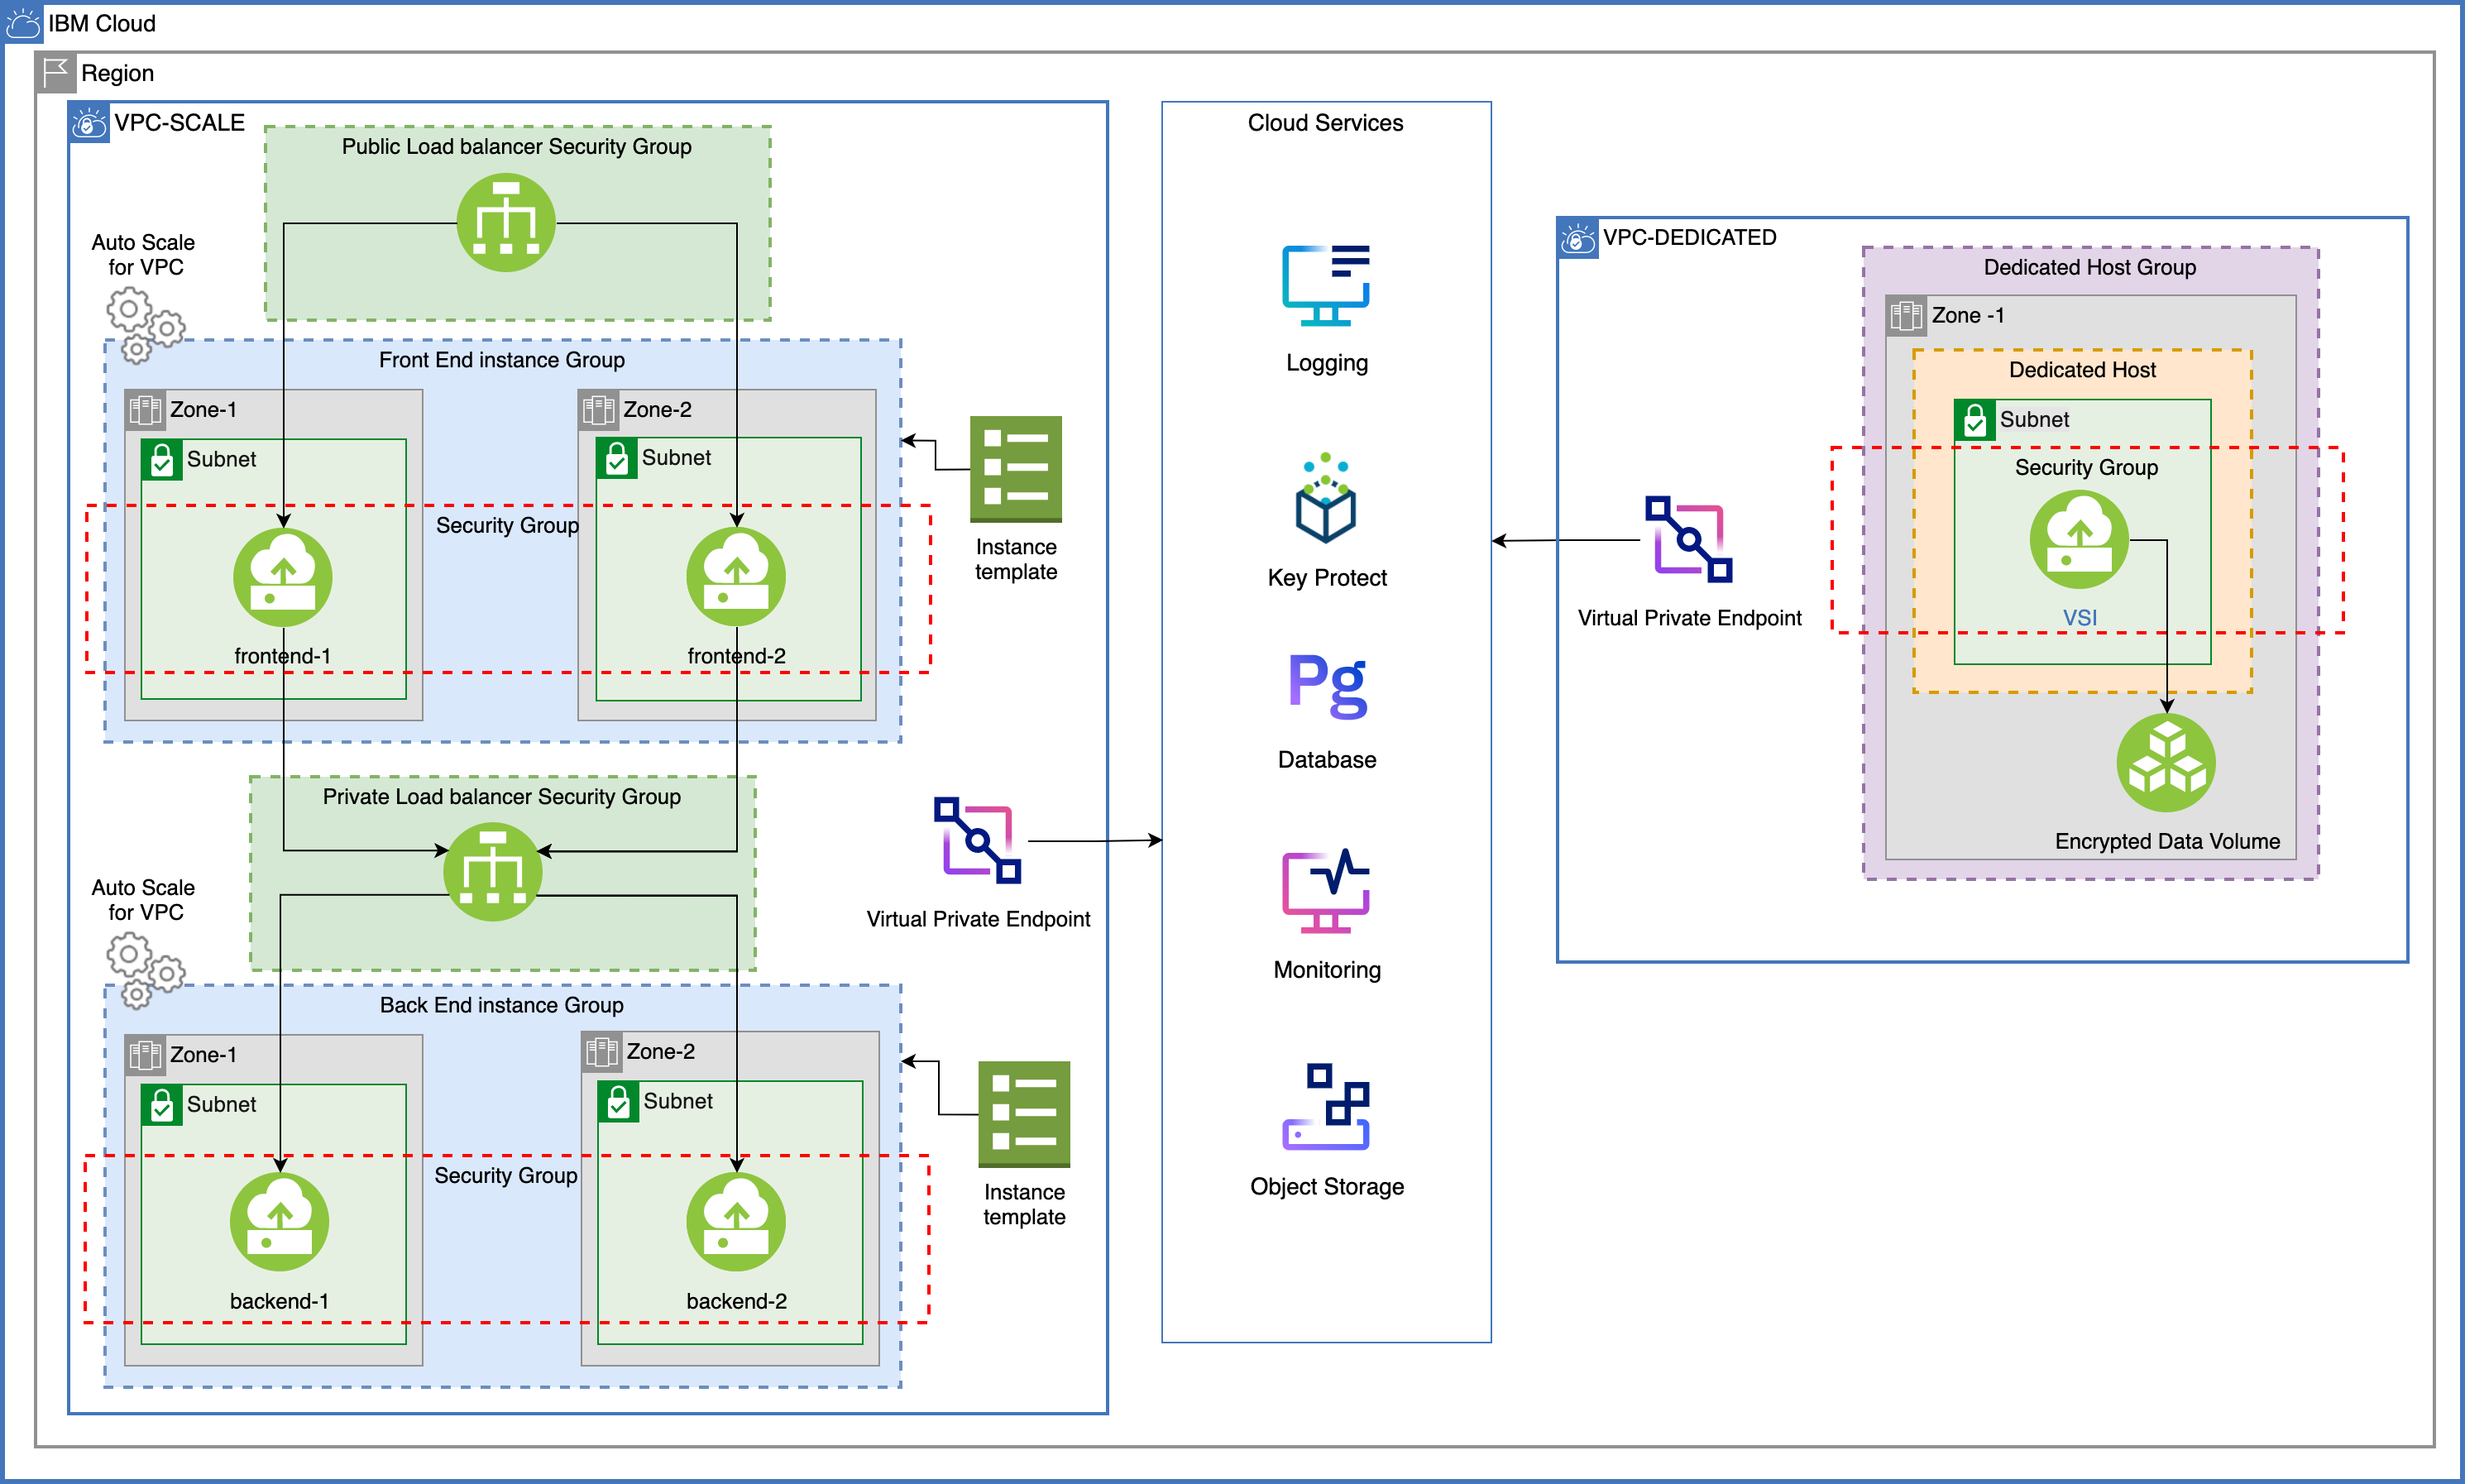 IBM Cloud
Region
VPC-SCALE
Public Load balancer Security Group
Auto Scale
for VPC
Front End instance Group
Zone-1
Subnet
Zone-2
Subnet
Security Group
frontend-1
frontend-2
Instance
template
Private Load balancer Security Group
Auto Scale
for VPC
Virtual Private Endpoint
Back End instance Group
Zone-1
Subnet
Zone-2
Subnet
Security Group
backend-1
backend-2
Instance
template
Cloud Services
Logging
Key Protect
Pg
Database
Monitoring
Object Storage
VPC-DEDICATED
Dedicated Host Group
Zone -1
Dedicated Host
Subnet
Security Group
VSI
Virtual Private Endpoint
Encrypted Data Volume